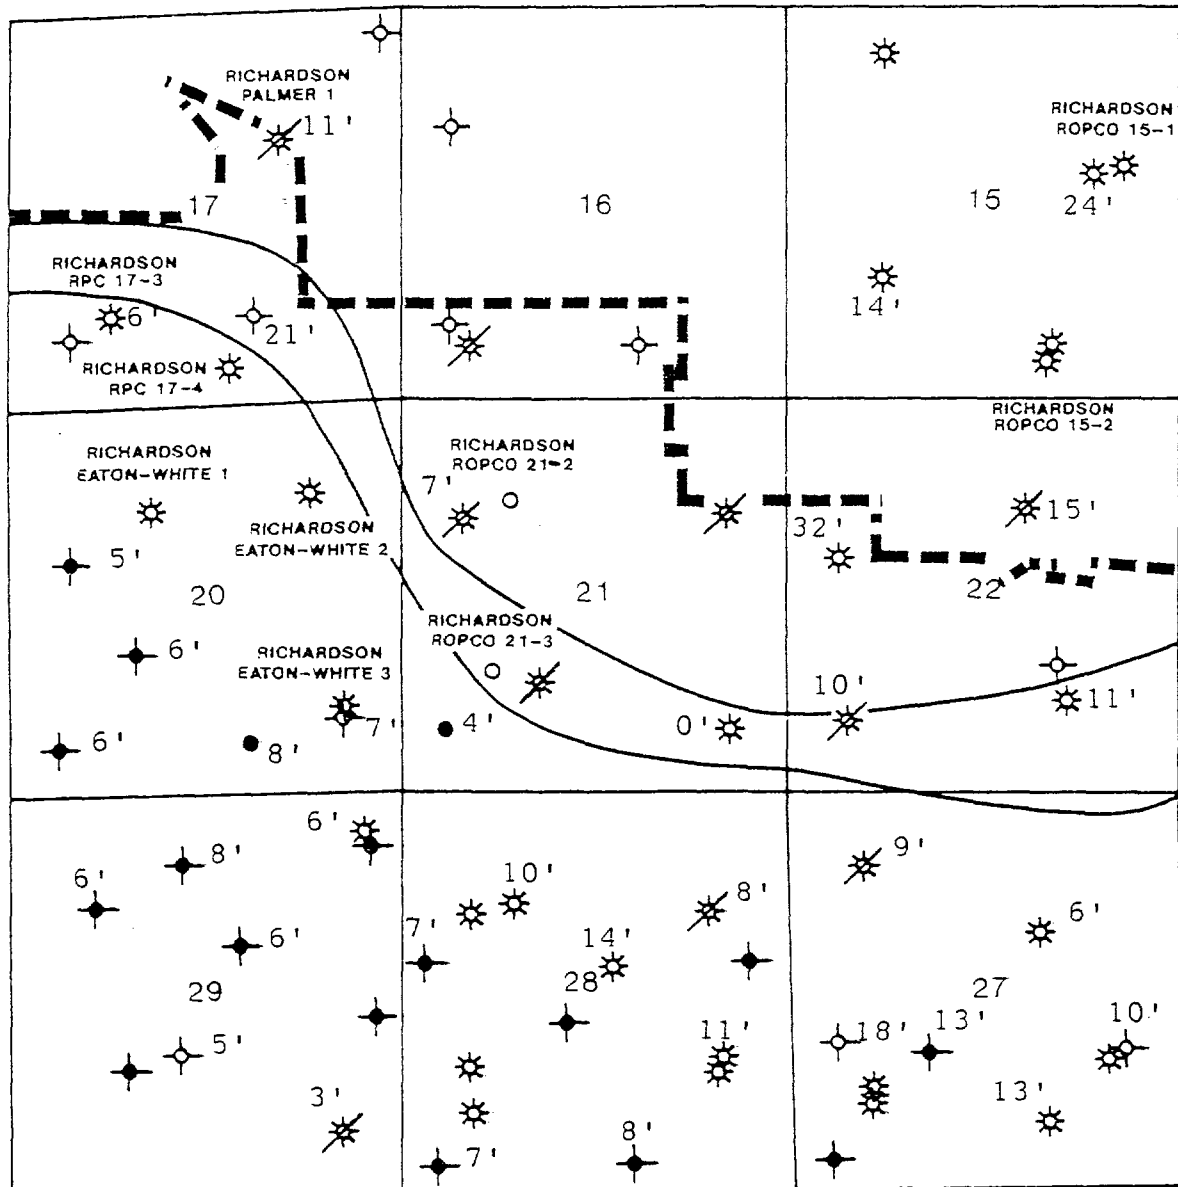 RICHARDSON
PALMER 1
11'
RICHARDSON
ROPCO 15-1
17
16
15
24'
RICHARDSON
RPC 17-3
6'
21'
14'
RICHARDSON
RPC 17-4
RICHARDSON
ROPCO 15-2
RICHARDSON
EATON-WHITE 1
RICHARDSON
ROPCO 21-2
7'
RICHARDSON
EATON-WHITE 2
32'
15'
5'
20
21
22
RICHARDSON
ROPCO 21-3
6'
RICHARDSON
EATON-WHITE 3
10'
11'
6'
8'
7'
4'
0'
6'
8'
9'
6'
10'
8'
6'
6'
7'
14'
29
28
27
5'
11'
18'
13'
10'
3'
13'
7'
8'